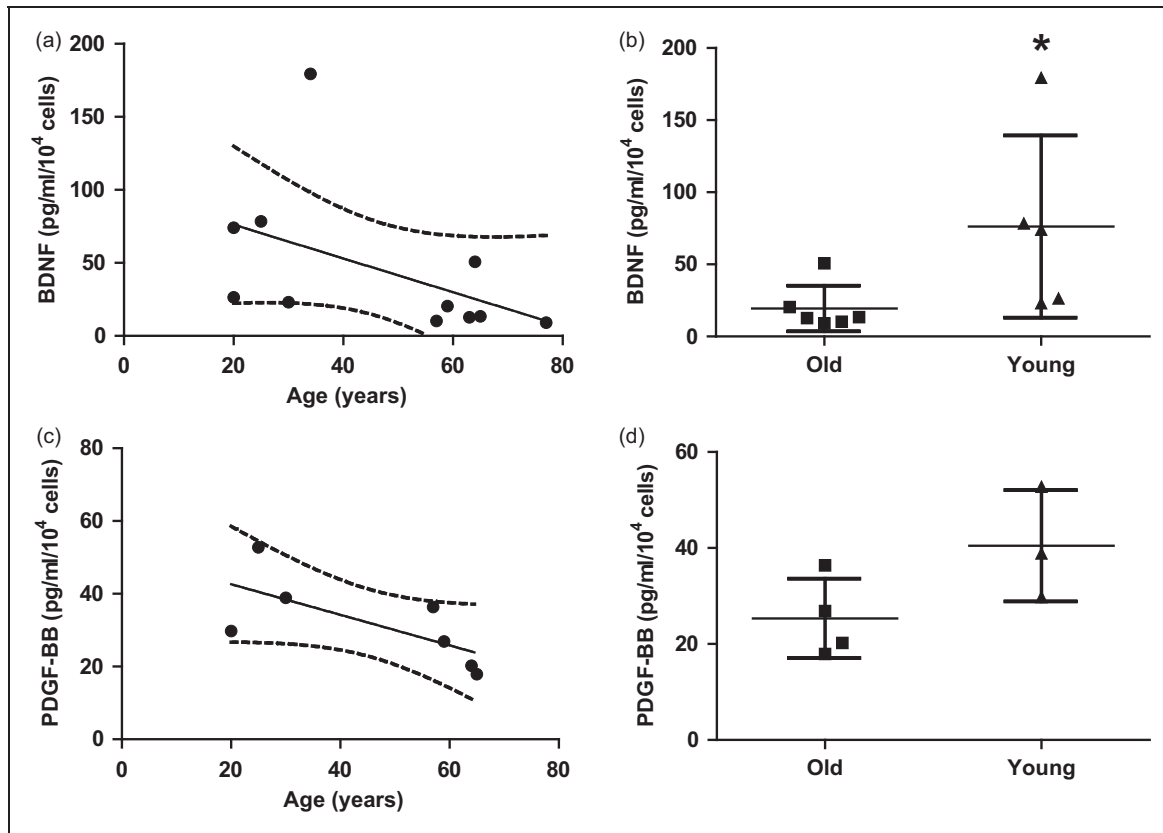 (a)
200
150
100
50
0
BDNF (pg/ml/10⁴ cells)
0 20 40 60 80
Age (years)
(b)
*
200
150
100
50
0
BDNF (pg/ml/10⁴ cells)
Old Young
(c)
80
60
40
20
0
PDGF-BB (pg/ml/10⁴ cells)
0 20 40 60 80
Age (years)
(d)
60
40
20
0
PDGF-BB (pg/ml/10⁴ cells)
Old Young